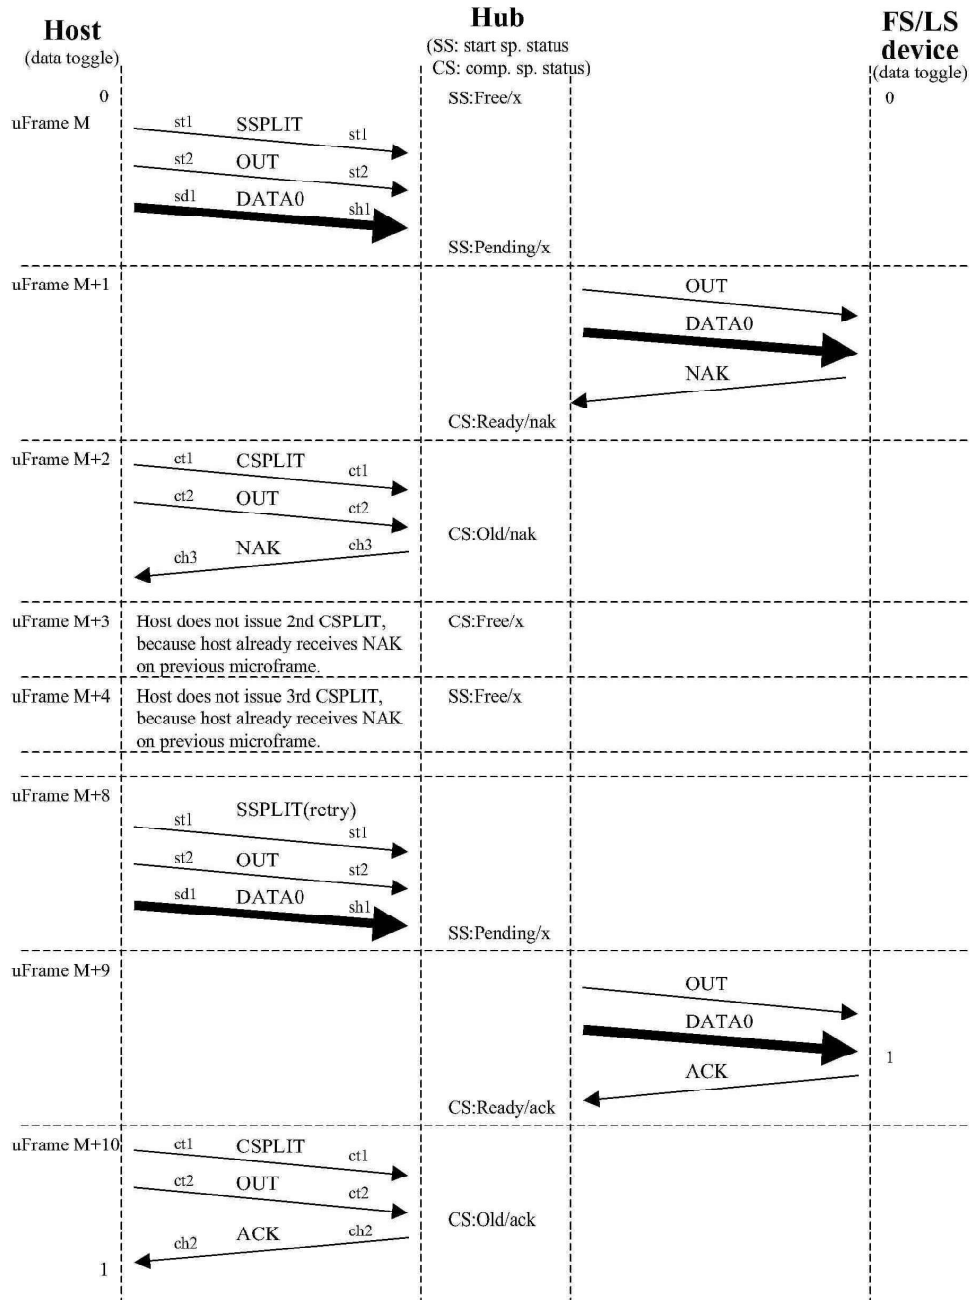 Host
(data toggle)
Hub
(SS: start sp. status
CS: comp. sp. status)
FS/LS
device
(data toggle)
0
SS:Free/x
0
uFrame M
st1 SSPLIT st1
st2 OUT st2
sd1 DATA0 sh1
SS:Pending/x
uFrame M+1
OUT
DATA0
NAK
CS:Ready/nak
uFrame M+2
ct1 CSPLIT ct1
ct2 OUT ct2
CS:Old/nak
ch3 NAK ch3
uFrame M+3
Host does not issue 2nd CSPLIT,
because host already receives NAK
on previous microframe.
CS:Free/x
uFrame M+4
Host does not issue 3rd CSPLIT,
because host already receives NAK
on previous microframe.
SS:Free/x
uFrame M+8
SSPLIT(retry)
st1 st1
st2 OUT st2
sd1 DATA0 sh1
SS:Pending/x
uFrame M+9
OUT
DATA0
1
ACK
CS:Ready/ack
uFrame M+10
ct1 CSPLIT ct1
ct2 OUT ct2
CS:Old/ack
ch2 ACK ch2
1